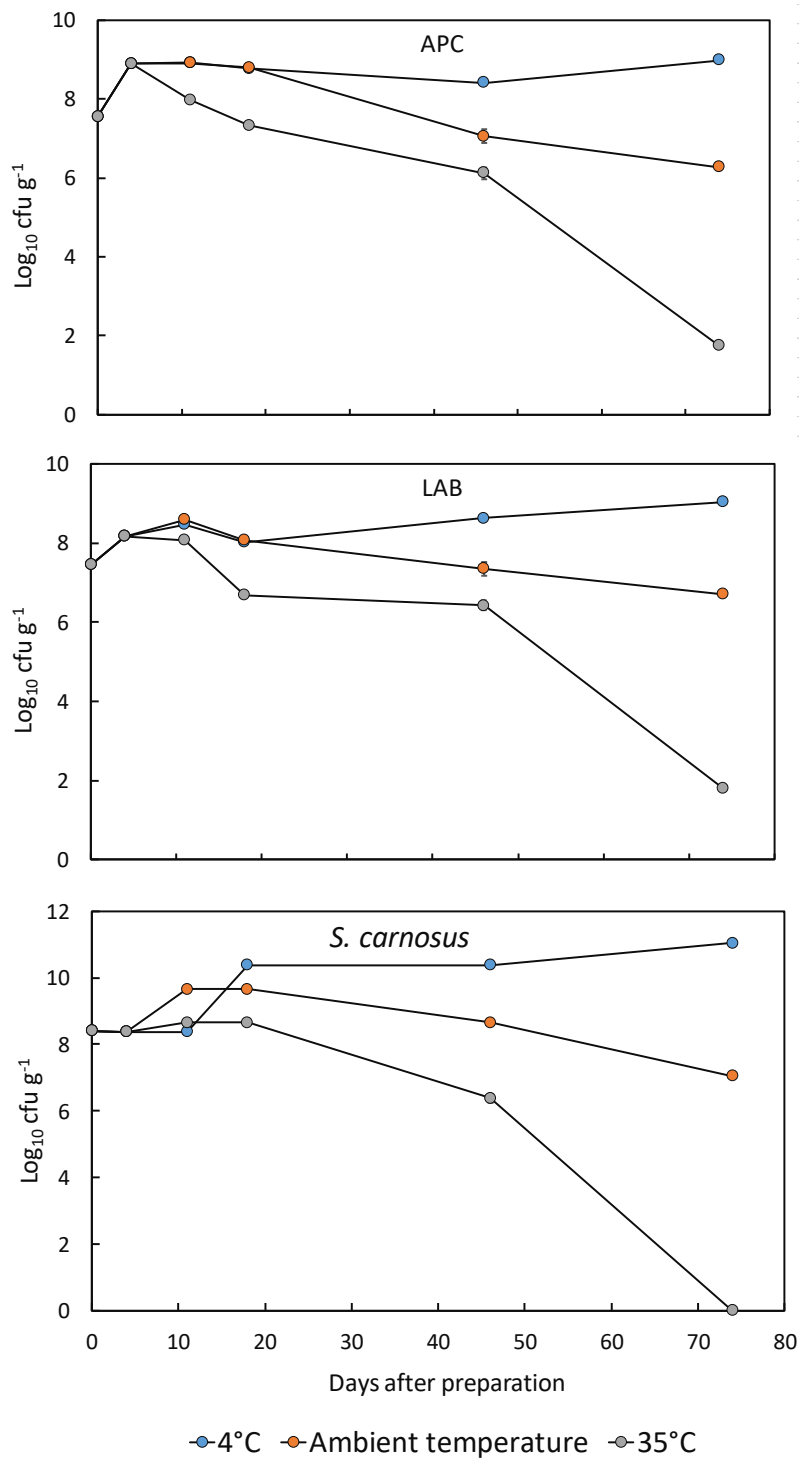 APC
10
8
6
4
2
0
Log₁₀ cfu g⁻¹
LAB
10
8
6
4
2
0
Log₁₀ cfu g⁻¹
S. carnosus
12
10
8
6
4
2
0
Log₁₀ cfu g⁻¹
0 10 20 30 40 50 60 70 80
Days after preparation
4°C Ambient temperature 35°C